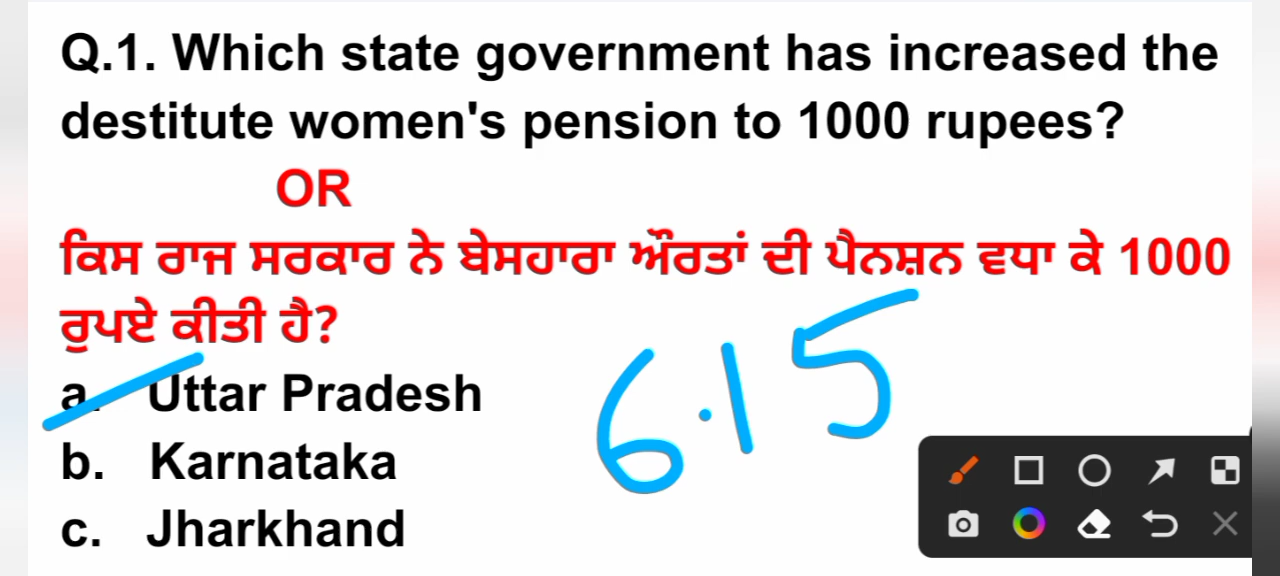 Q.1. Which state government has increased the
destitute women's pension to 1000 rupees?
OR
ਕਿਸ ਰਾਜ ਸਰਕਾਰ ਨੇ ਬੇਸਹਾਰਾ ਔਰਤਾਂ ਦੀ ਪੈਨਸ਼ਨ ਵਧਾ ਕੇ 1000
ਰੁਪਏ ਕੀਤੀ ਹੈ?
a. Uttar Pradesh
b. Karnataka
6.15
c. Jharkhand